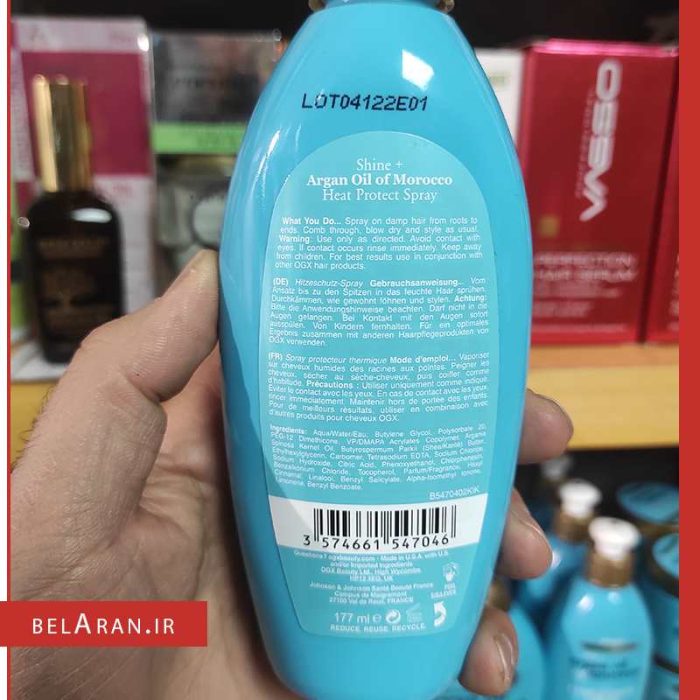 LOT04122E01
Shine +
Argan Oil of Morocco
Heat Protect Spray
What You Do... Spray on damp hair from roots to
ends. Comb through, blow dry and style as usual.
Warning: Use only as directed. Avoid contact with
eyes. If contact occurs rinse immediately. Keep away
from children. For best results use in conjunction with
other OGX hair products.
(DE) Hitzeschutz-Spray Gebrauchsanweisung... Vom
Ansatz bis zu den Spitzen in das feuchte Haar sprühen.
Durchkämmen, wie gewohnt föhnen und stylen. Achtung:
Bitte die Anwendungshinweise beachten. Darf nicht in die
Augen gelangen. Bei Kontakt mit den Augen sofort
ausspülen. Von Kindern fernhalten. Für ein optimales
Ergebnis zusammen mit anderen Haarpflegeprodukten von
OGX verwenden.
(FR) Spray protecteur thermique Mode d'emploi... Vaporiser
sur cheveux humides des racines aux pointes. Peigner les
cheveux, sécher au sèche-cheveux, puis coiffer comme
d'habitude. Précautions : Utiliser uniquement comme indiqué.
Eviter le contact avec les yeux. En cas de contact avec les yeux
rincer immédiatement. Maintenir hors de portée des enfants.
Pour de meilleurs résultats, utiliser en combinaison avec
d'autres produits pour cheveux OGX.
Ingredients: Aqua/Water/Eau, Butylene Glycol, Polysorbate 20,
PEG-12 Dimethicone, VP/DMAPA Acrylates Copolymer, Argania
Spinosa Kernel Oil, Butyrospermum Parkii (Shea) Butter,
Ethylhexylglycerin, Carbomer, Tetrasodium EDTA, Sodium Chloride,
Sodium Hydroxide, Citric Acid, Phenoxyethanol, Chlorphenesin,
Benzalkonium Chloride, Tocopherol, Parfum/Fragrance, Hexyl
Cinnamal, Linalool, Benzyl Salicylate, Alpha-Isomethyl Ionone,
Limonene, Benzyl Benzoate.
B5470402KIK
3 574661 547046
Questions? ogxbeauty.com - Made in U.S.A. with U.S.
and/or Imported Ingredients
OGX Beauty Ltd. High Wycombe,
HP12 4EG, UK
Johnson & Johnson Santé Beauté France
Campus de Maigremont
27100 Val de Reuil, FRANCE
177 ml e
REDUCE REUSE RECYCLE
PROFESSIONAL
VASSO
HAIR SERUM
BELARAN.IR